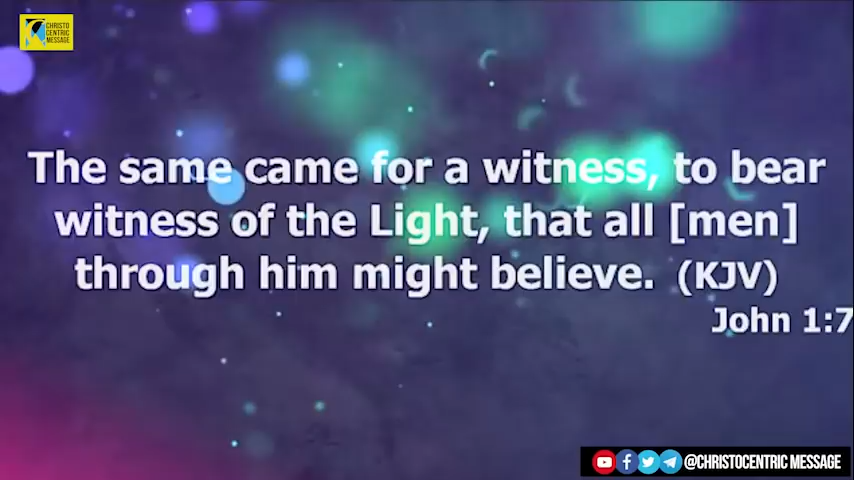 CHRISTO
CENTRIC
MESSAGE
The same came for a witness, to bear
witness of the Light, that all [men]
through him might believe. (KJV)
John 1:7
@CHRISTOCENTRIC MESSAGE